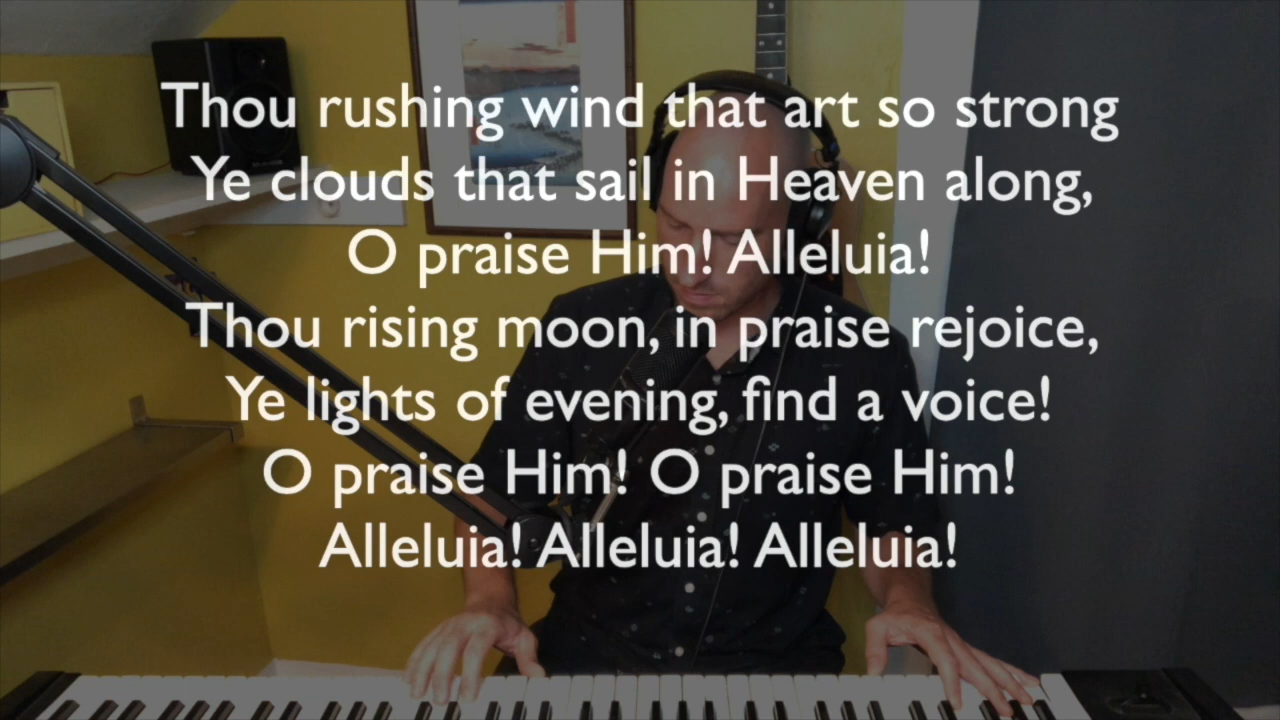 Thou rushing wind that art so strong
Ye clouds that sail in Heaven along,
O praise Him! Alleluia!
Thou rising moon, in praise rejoice,
Ye lights of evening, find a voice!
O praise Him! O praise Him!
Alleluia! Alleluia! Alleluia!